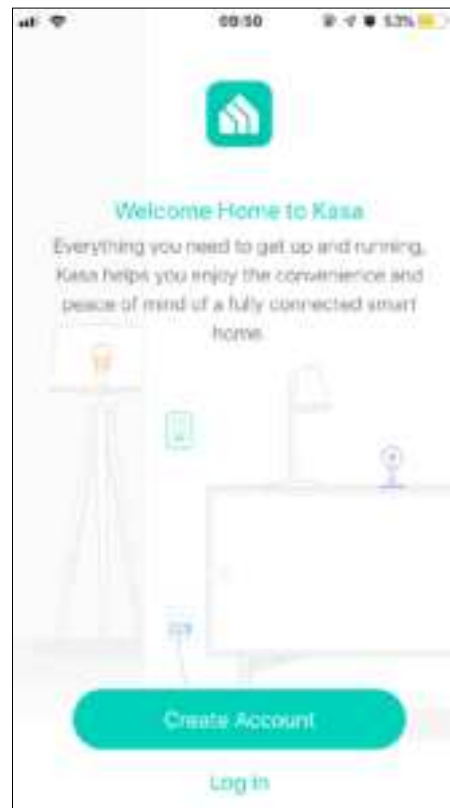 09:50 53%
Welcome Home to Kasa
Everything you need to get up and running,
Kasa helps you enjoy the convenience and
peace of mind of a fully connected smart
home.
Create Account
Log In